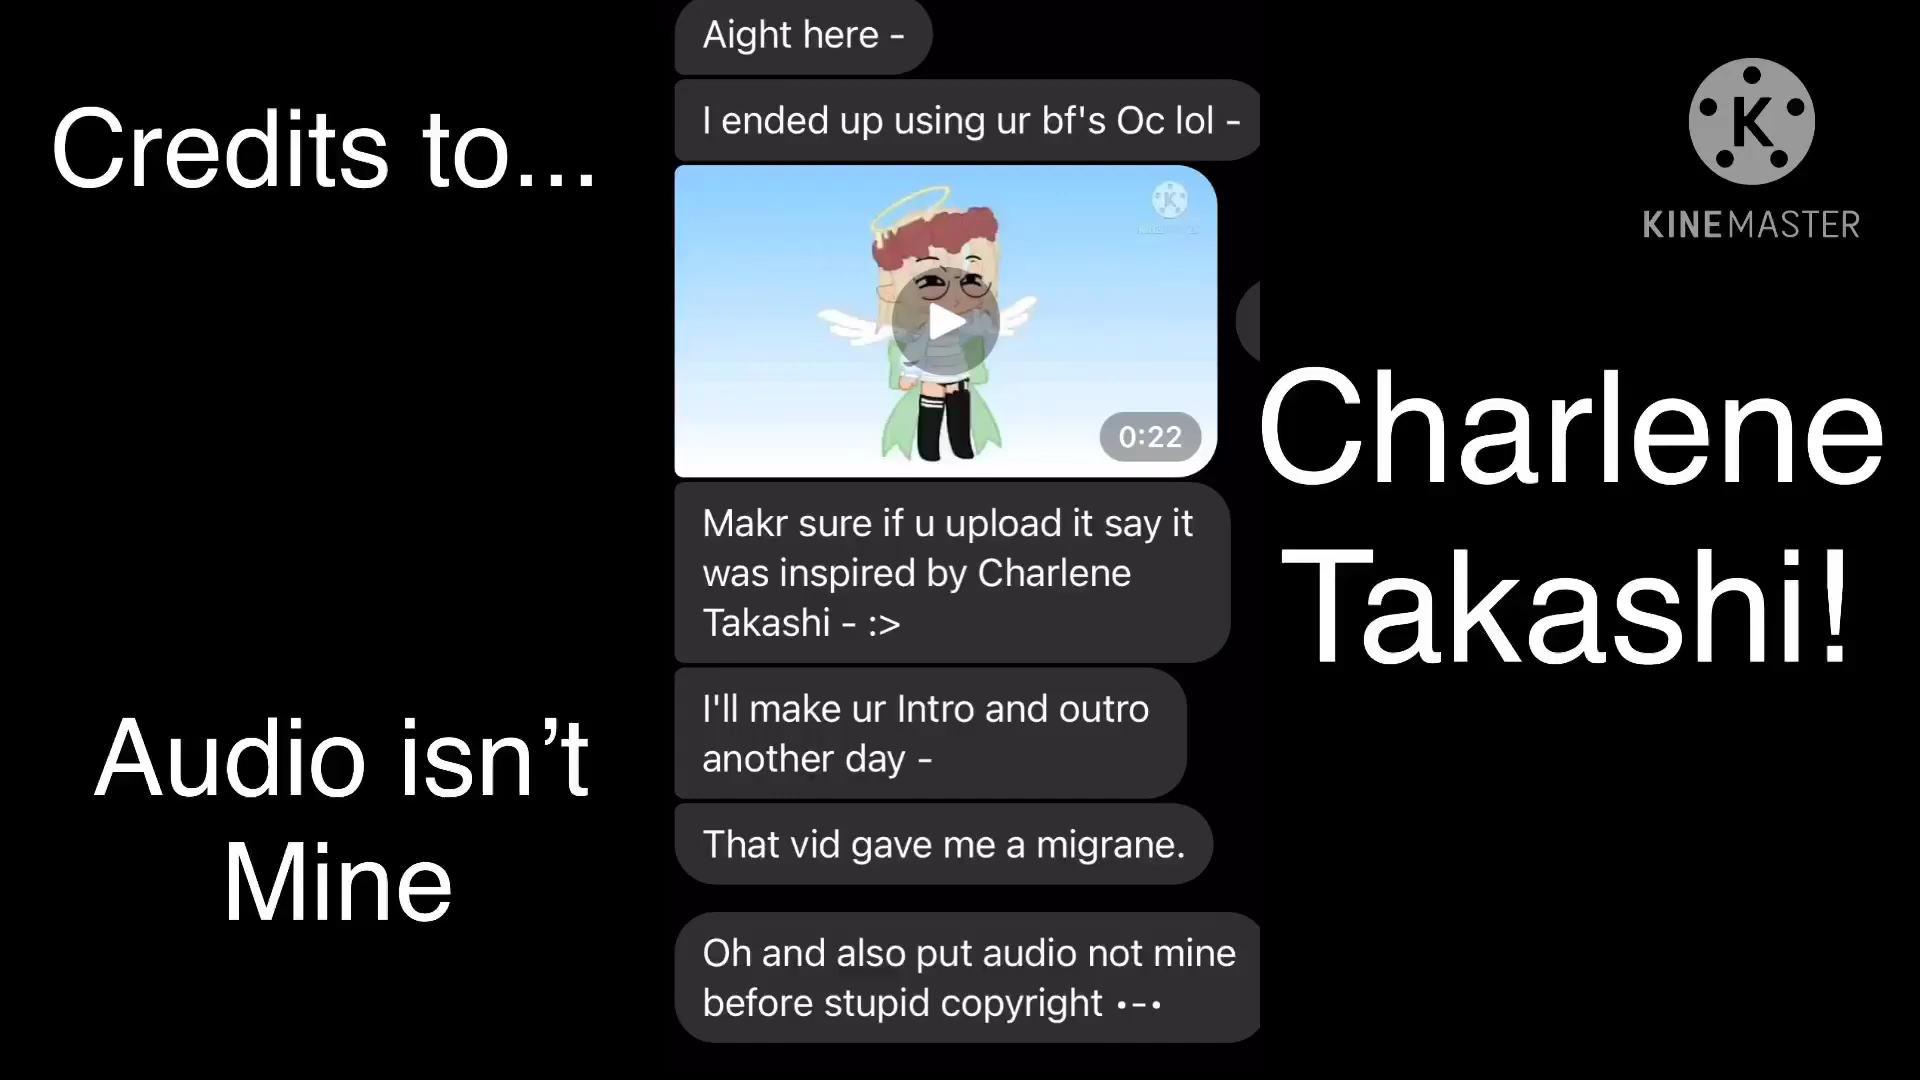 Credits to...
Audio isn’t
Mine
Aight here -
I ended up using ur bf's Oc lol -
0:22
Makr sure if u upload it say it
was inspired by Charlene
Takashi - :>
I'll make ur Intro and outro
another day -
That vid gave me a migrane.
Oh and also put audio not mine
before stupid copyright •-•
K
KINEMASTER
Charlene
Takashi!